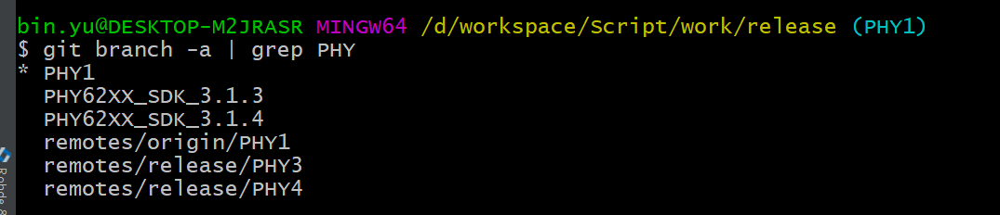 bin.yu@DESKTOP-M2JRASR MINGW64 /d/workspace/Script/work/release (PHY1)
$ git branch -a | grep PHY
* PHY1
  PHY62XX_SDK_3.1.3
  PHY62XX_SDK_3.1.4
  remotes/origin/PHY1
  remotes/release/PHY3
  remotes/release/PHY4